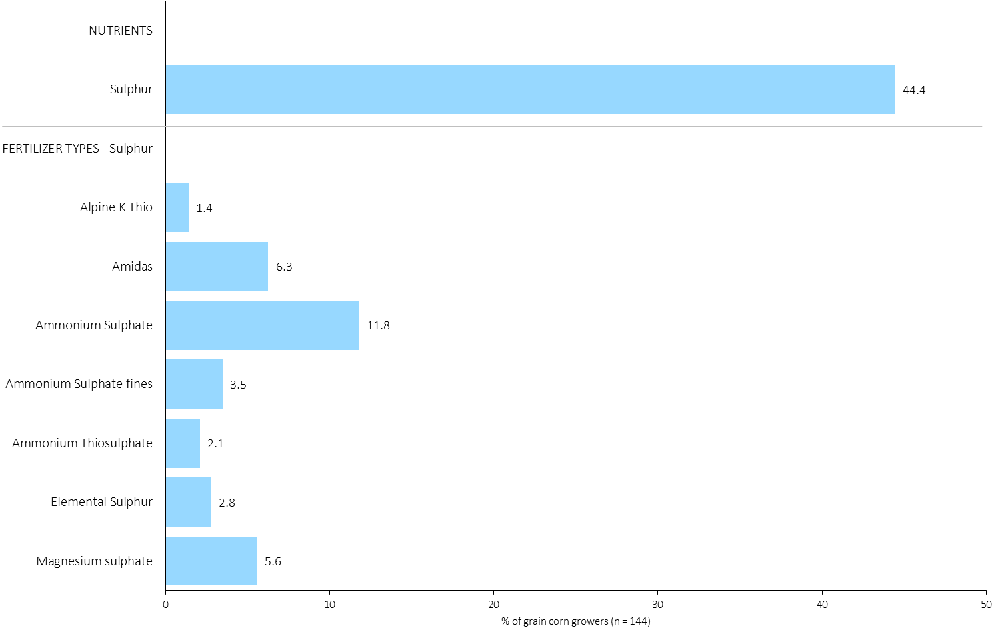 NUTRIENTS
Sulphur 44.4
FERTILIZER TYPES - Sulphur
Alpine K Thio 1.4
Amidas 6.3
Ammonium Sulphate 11.8
Ammonium Sulphate fines 3.5
Ammonium Thiosulphate 2.1
Elemental Sulphur 2.8
Magnesium sulphate 5.6
0 10 20 30 40 50
% of grain corn growers (n = 144)